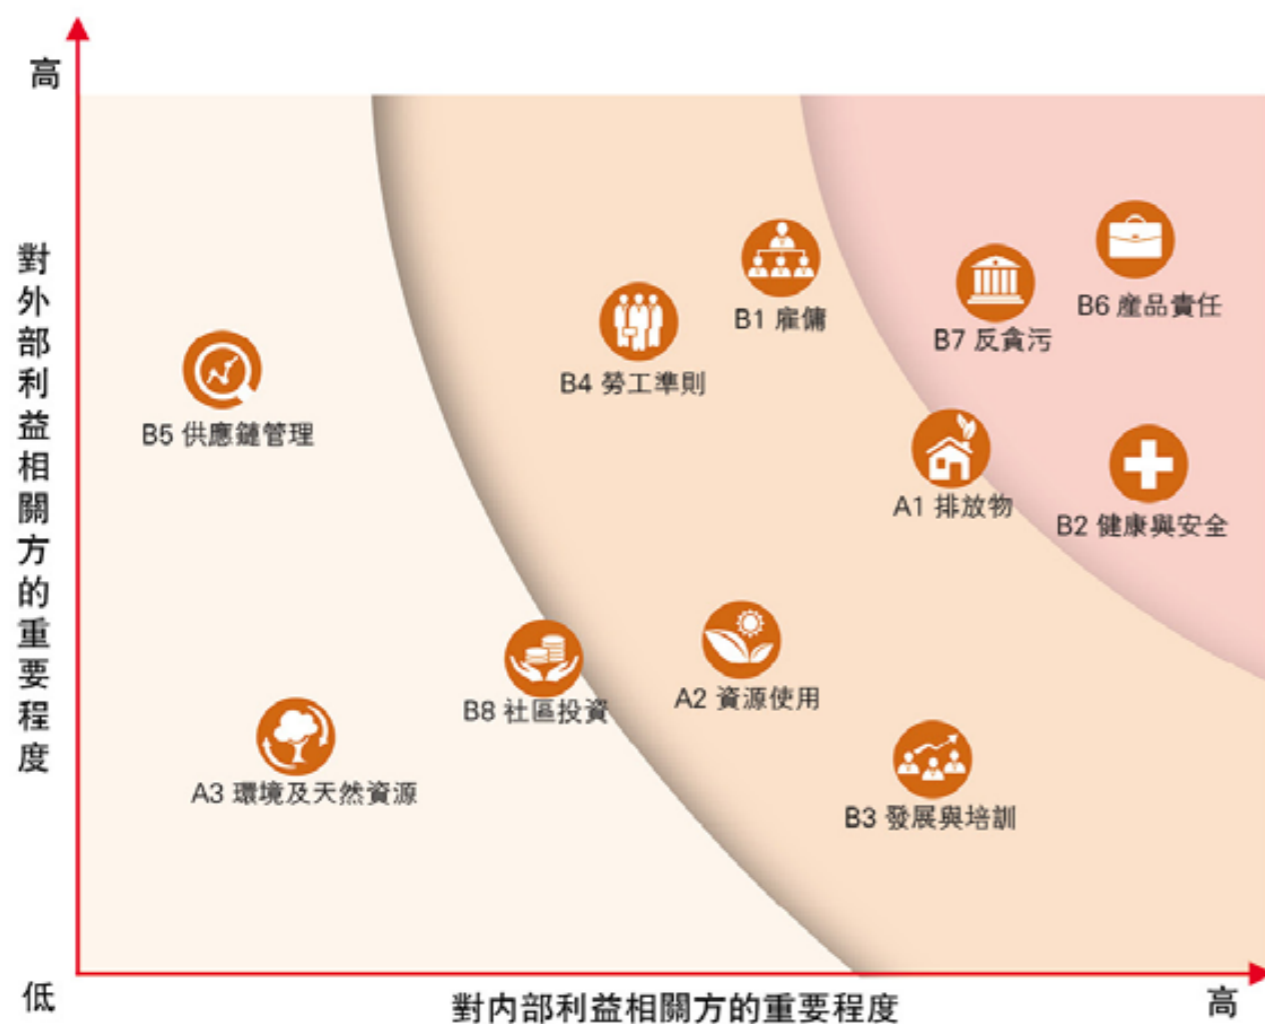 高
對外部利益相關方的重要程度
B6 產品責任
B1 雇傭
B7 反貪污
B4 勞工準則
B5 供應鏈管理
A1 排放物
B2 健康與安全
A2 資源使用
B8 社區投資
A3 環境及天然資源
B3 發展與培訓
低
對内部利益相關方的重要程度
高